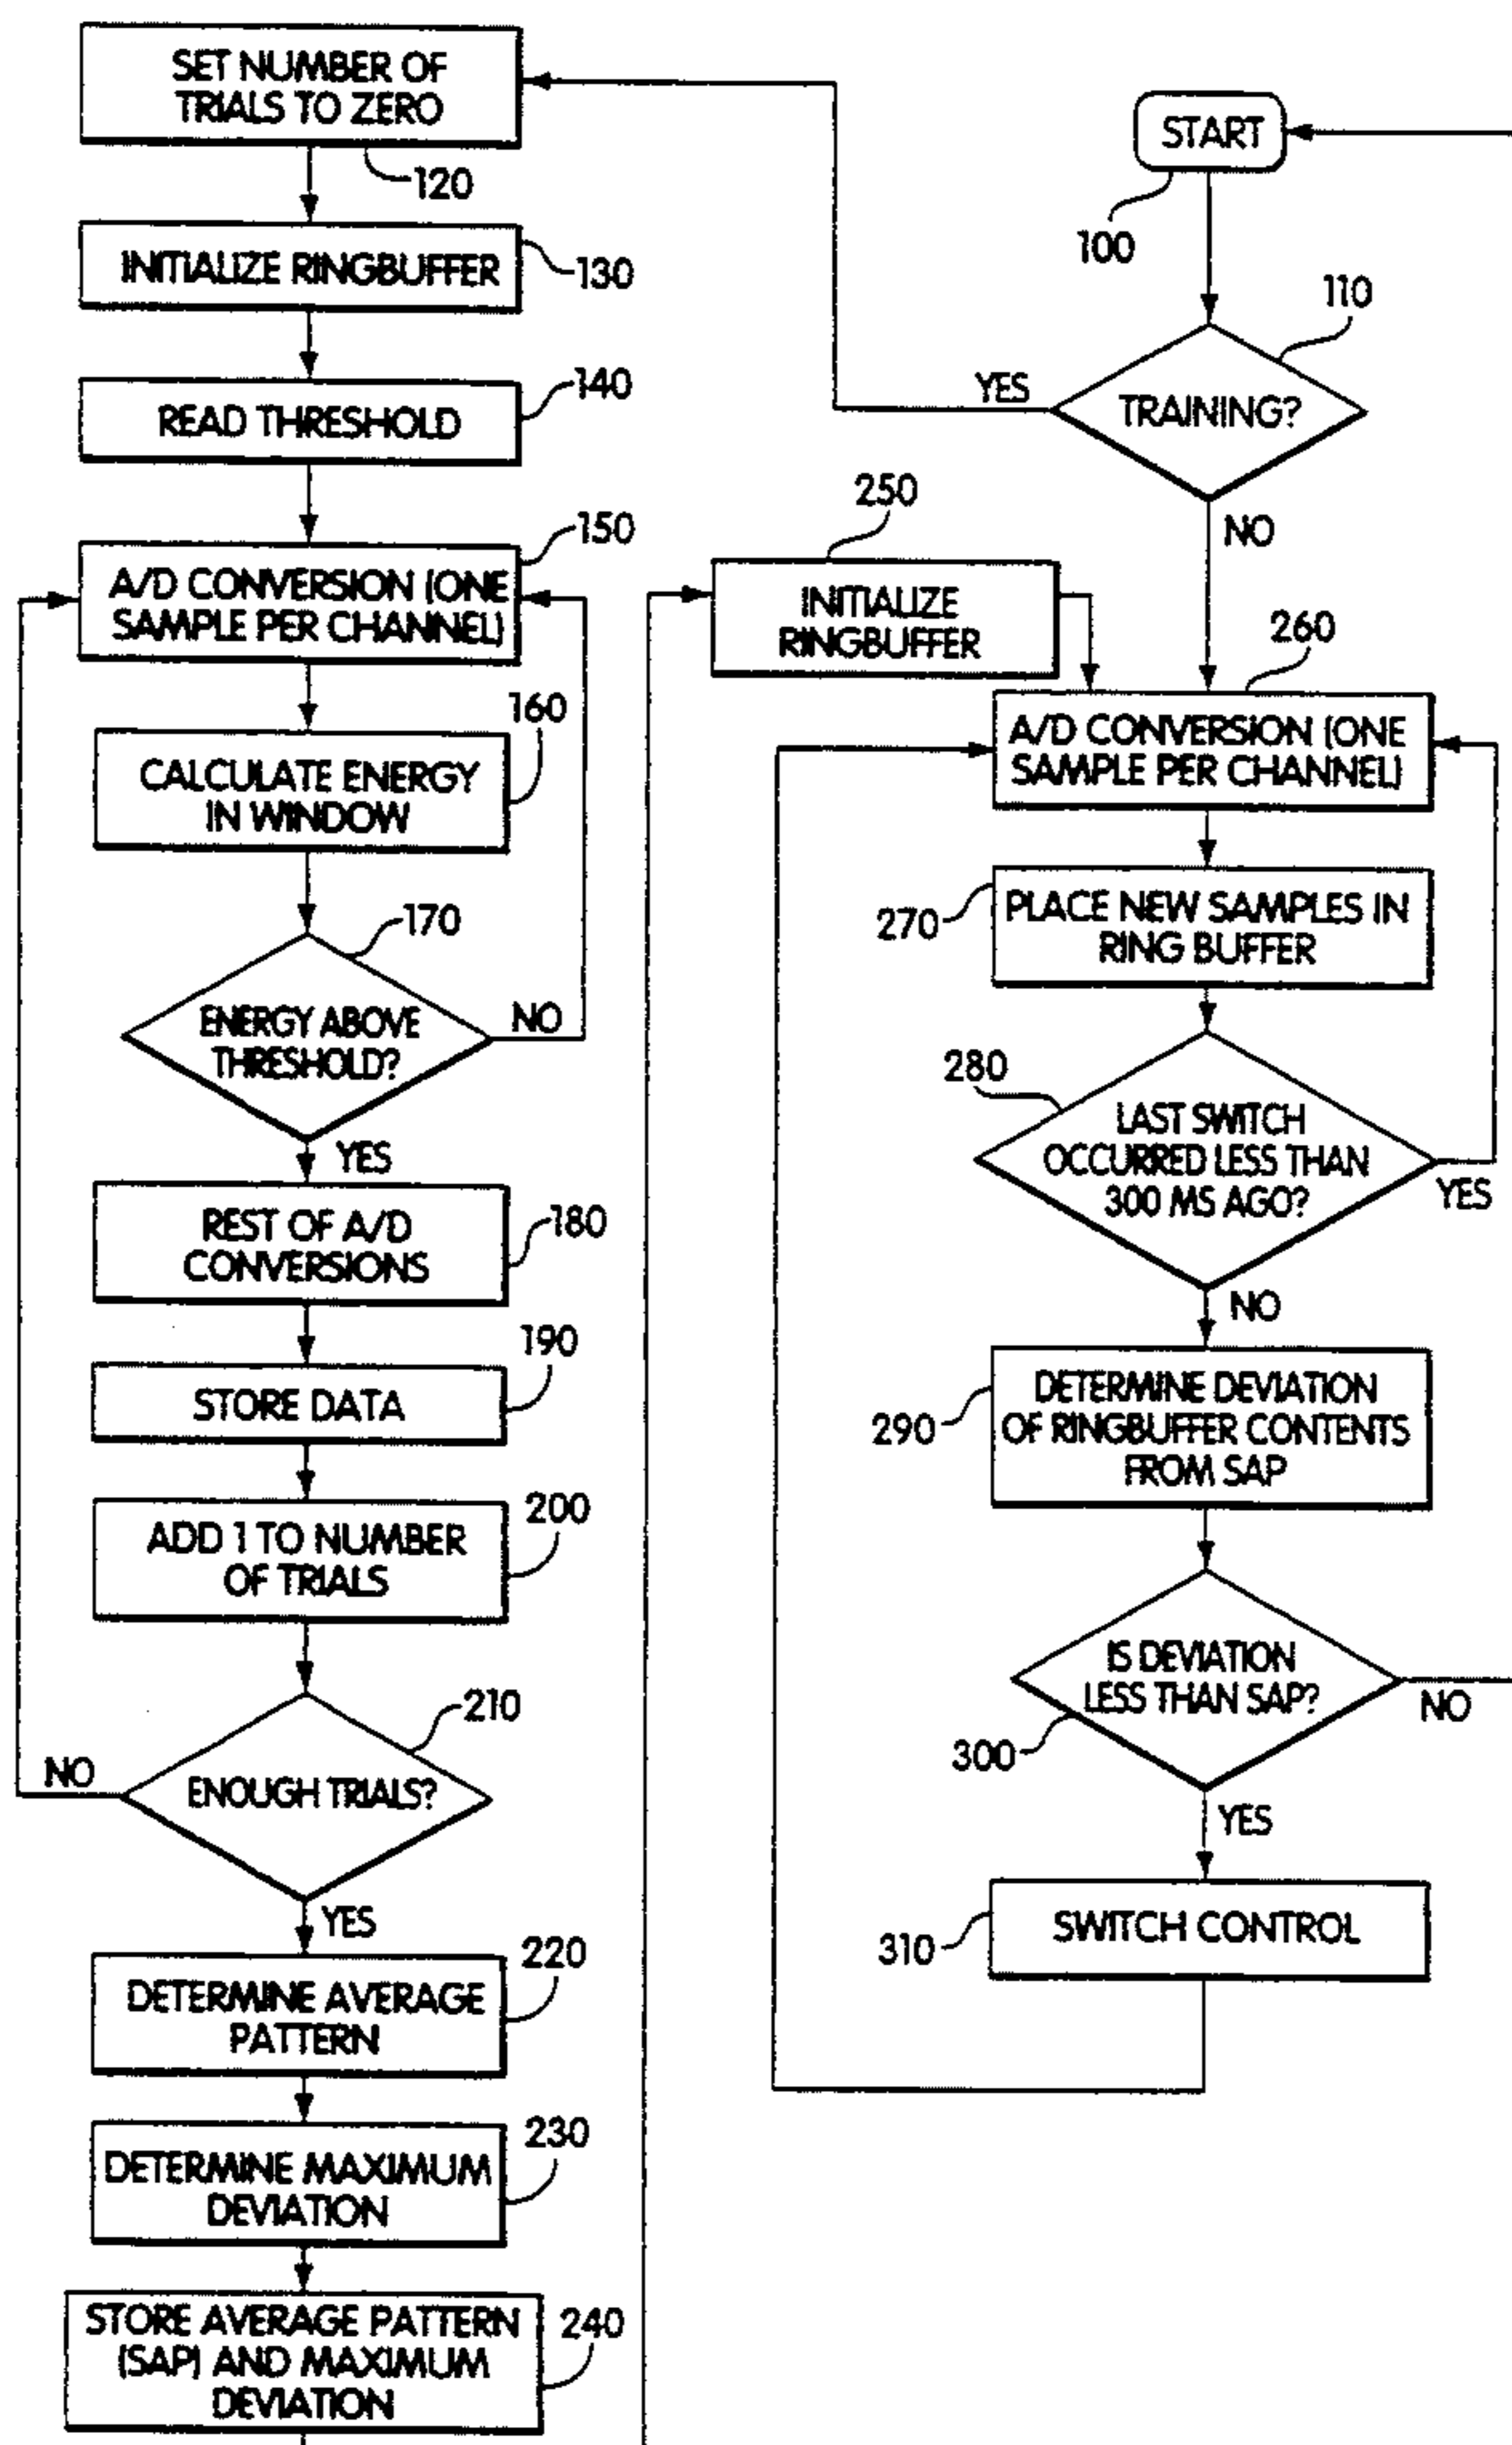 SET NUMBER OF
TRIALS TO ZERO
120
INITIALIZE RINGBUFFER
130
READ THRESHOLD
140
A/D CONVERSION (ONE
SAMPLE PER CHANNEL)
150
CALCULATE ENERGY
IN WINDOW
160
ENERGY ABOVE
THRESHOLD?
170
NO
YES
REST OF A/D
CONVERSIONS
180
STORE DATA
190
ADD 1 TO NUMBER
OF TRIALS
200
ENOUGH TRIALS?
210
NO
YES
DETERMINE AVERAGE
PATTERN
220
DETERMINE MAXIMUM
DEVIATION
230
STORE AVERAGE PATTERN
(SAP) AND MAXIMUM
DEVIATION
240
START
100
TRAINING?
110
YES
NO
INITIALIZE
RINGBUFFER
250
A/D CONVERSION (ONE
SAMPLE PER CHANNEL)
260
PLACE NEW SAMPLES IN
RING BUFFER
270
LAST SWITCH
OCCURRED LESS THAN
300 MS AGO?
280
YES
NO
DETERMINE DEVIATION
OF RINGBUFFER CONTENTS
FROM SAP
290
IS DEVIATION
LESS THAN SAP?
300
NO
YES
SWITCH CONTROL
310